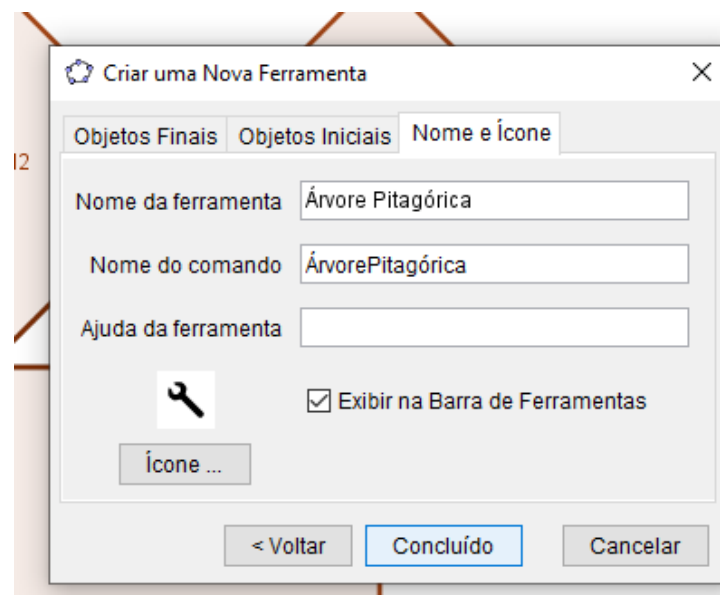 Criar uma Nova Ferramenta
Objetos Finais Objetos Iniciais Nome e Ícone
Nome da ferramenta Árvore Pitagórica
Nome do comando ÁrvorePitagórica
Ajuda da ferramenta
Exibir na Barra de Ferramentas
Ícone ...
< Voltar Concluído Cancelar